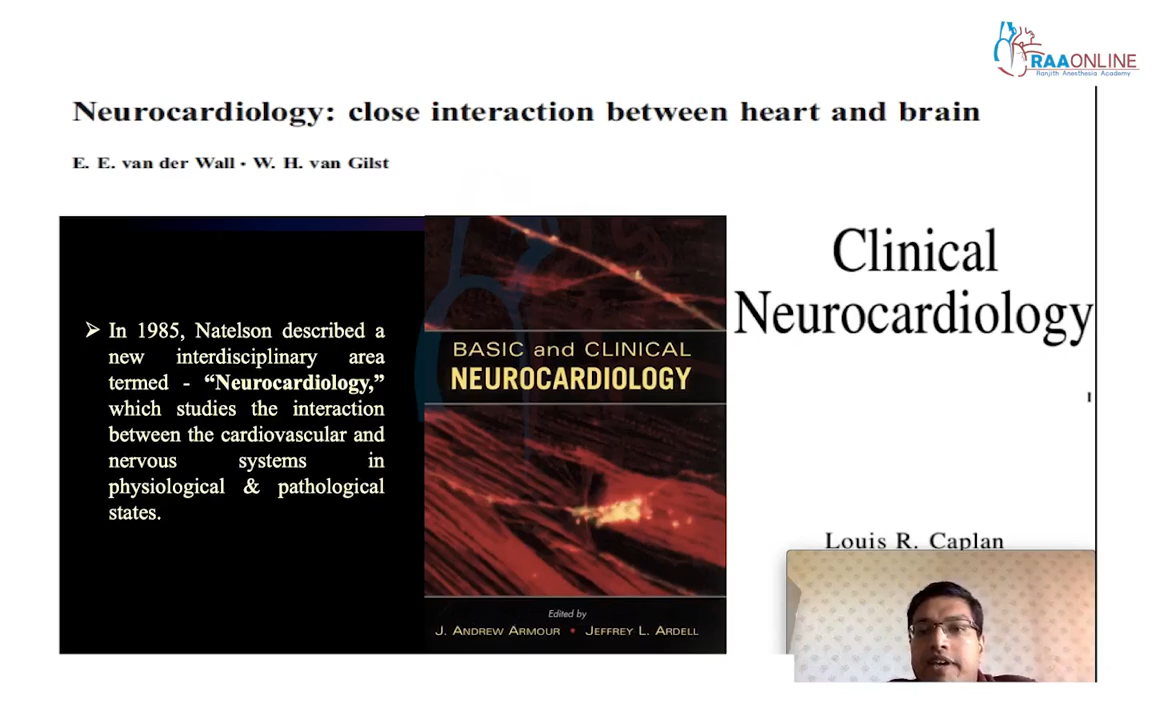 RAAONLINE
Ranjith Anesthesia Academy
Neurocardiology: close interaction between heart and brain
E. E. van der Wall · W. H. van Gilst
➢ In 1985, Natelson described a
new interdisciplinary area
termed - “Neurocardiology,”
which studies the interaction
between the cardiovascular and
nervous systems in
physiological & pathological
states.
BASIC and CLINICAL
NEUROCARDIOLOGY
Edited by
J. ANDREW ARMOUR • JEFFREY L. ARDELL
Clinical
Neurocardiology
I
Louis R. Caplan